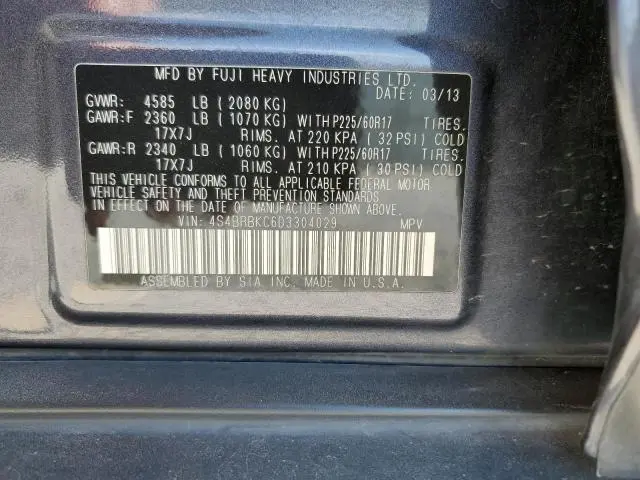 MFD BY FUJI HEAVY INDUSTRIES LTD.
DATE: 03/13
GVWR: 4585 LB (2080 KG)
GAWR:F 2360 LB (1070 KG) WITH P225/60R17 TIRES.
17X7J RIMS. AT 220 KPA (32 PSI) COLD
GAWR:R 2340 LB (1060 KG) WITH P225/60R17 TIRES.
17X7J RIMS. AT 210 KPA (30 PSI) COLD
THIS VEHICLE CONFORMS TO ALL APPLICABLE FEDERAL MOTOR
VEHICLE SAFETY AND THEFT PREVENTION STANDARDS
IN EFFECT ON THE DATE OF MANUFACTURE SHOWN ABOVE.
VIN: 4S4BRBKC6D3304029 MPV
ASSEMBLED BY SIA INC. MADE IN U.S.A.